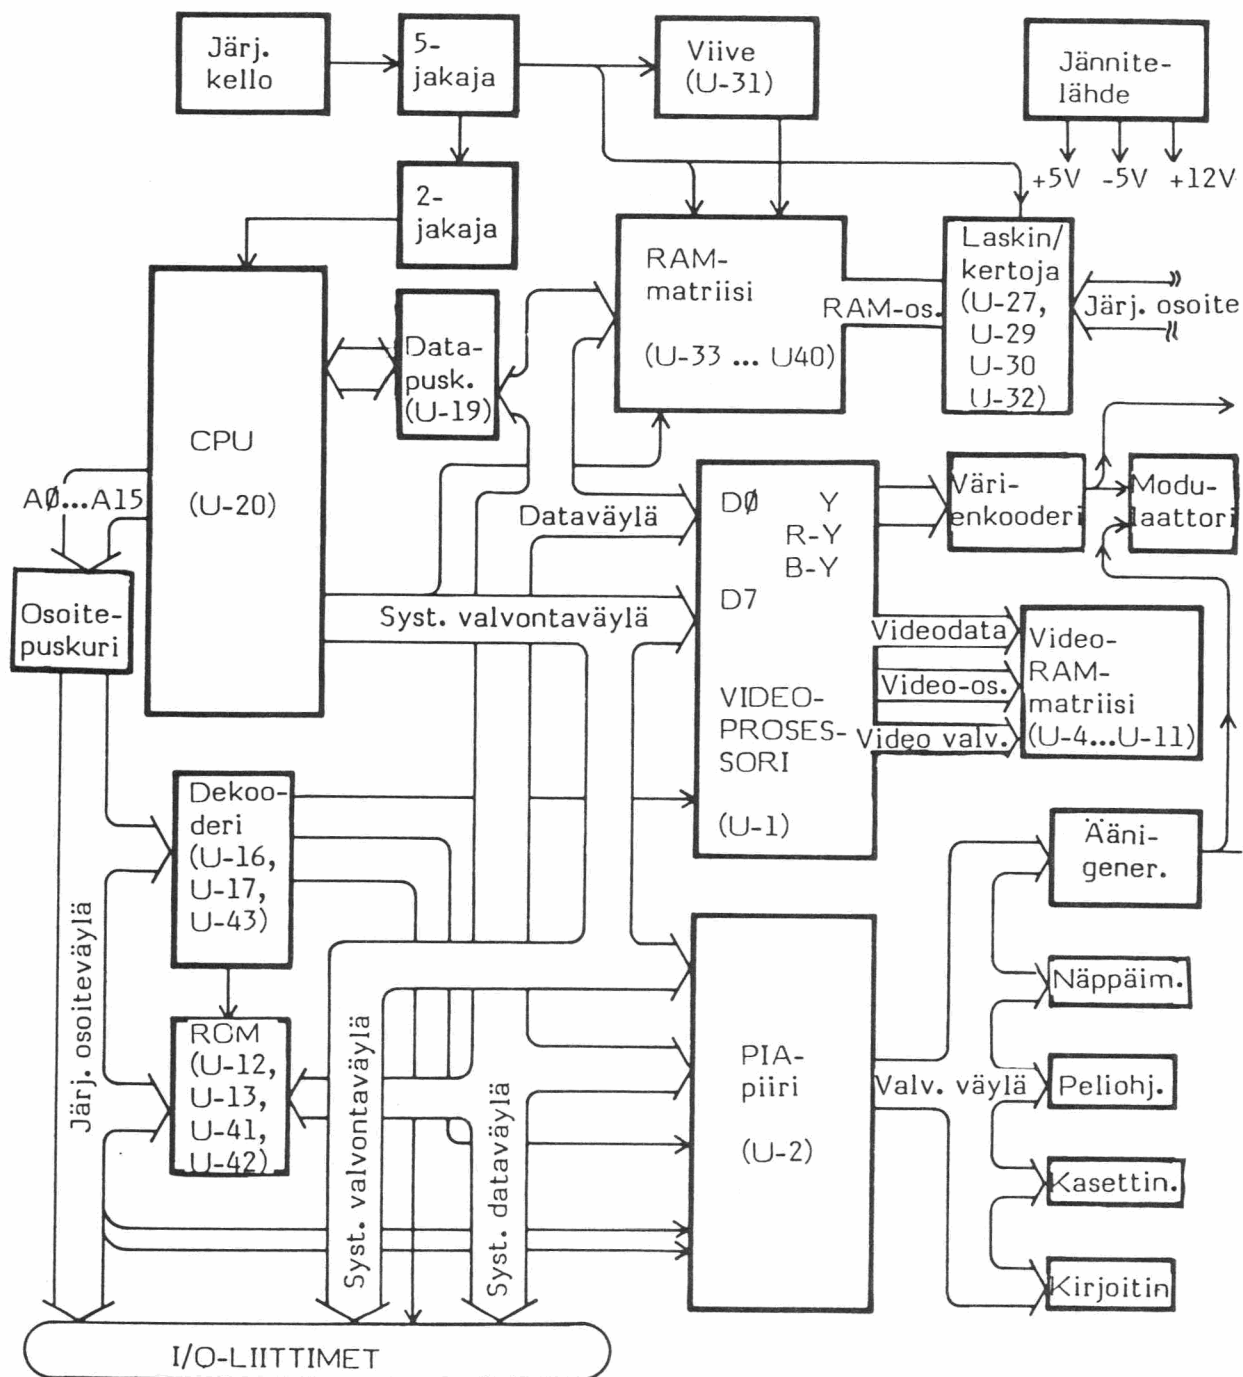 Järj.
kello
5-
jakaja
Viive
(U-31)
Jännite-
lähde
+5V -5V +12V
2-
jakaja
RAM-
matriisi
(U-33 ... U40)
RAM-os.
Laskin/
kertoja
(U-27,
U-29
U-30
U-32)
Järj. osoite
Data-
pusk.
(U-19)
CPU
(U-20)
AØ...A15
Osoite-
puskuri
Dataväylä
Syst. valvontaväylä
DØ Y
R-Y
B-Y
D7
VIDEO-
PROSES-
SORI
(U-1)
Väri-
enkooderi
Modu-
laattori
Videodata
Video-os.
Video valv.
Video-
RAM-
matriisi
(U-4...U-11)
Dekoo-
deri
(U-16,
U-17,
U-43)
ROM
(U-12,
U-13,
U-41,
U-42)
Järj. osoiteväylä
Syst. valvontaväylä
Syst. dataväylä
PIA-
piiri
(U-2)
Valv. väylä
Ääni-
gener.
Näppäim.
Peliohj.
Kasettin.
Kirjoitin
I/O-LIITTIMET